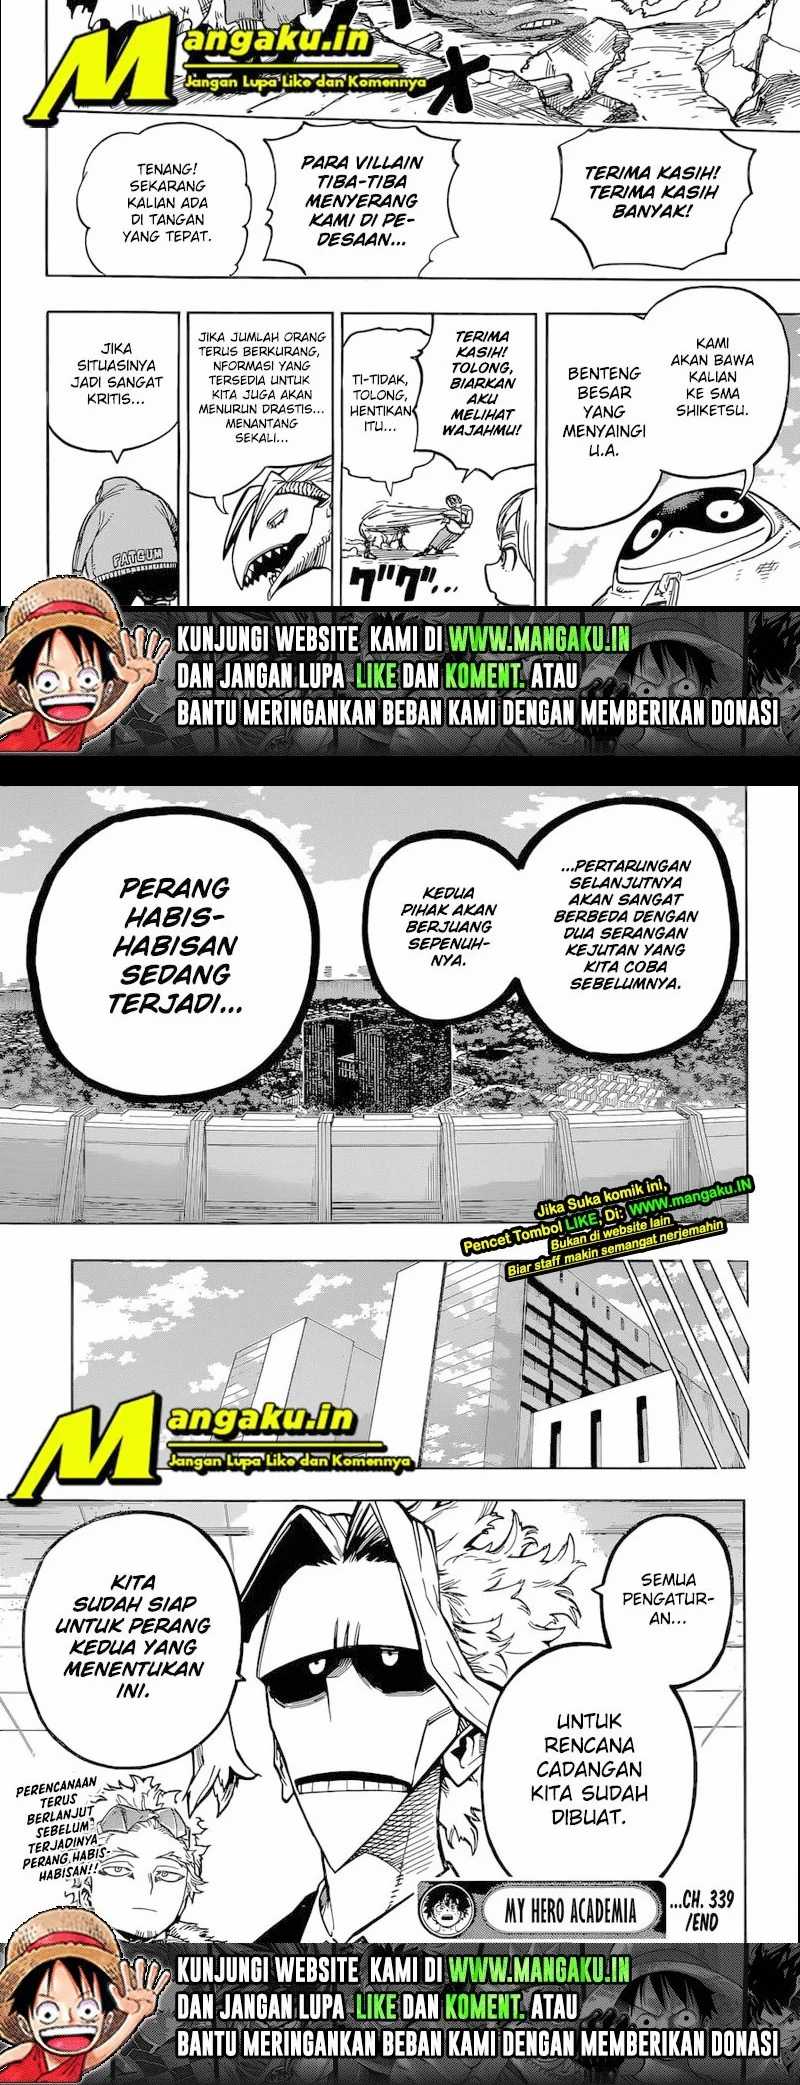 Mangaku.in
Jangan Lupa Like dan Komennya
TERIMA KASIH!
TERIMA KASIH
BANYAK!
PARA VILLAIN
TIBA-TIBA
MENYERANG
KAMI DI PE-
DESAAN...
TENANG!
SEKARANG
KALIAN ADA
DI TANGAN
YANG TEPAT.
KAMI
AKAN BAWA
KALIAN
KE SMA
SHIKETSU.
BENTENG
BESAR
YANG
MENYAINGI
U.A.
TERIMA
KASIH!
TOLONG,
BIARKAN
AKU
MELIHAT
WAJAHMU!
TI-TIDAK,
TOLONG,
HENTIKAN
ITU...
グググ...
JIKA JUMLAH ORANG
TERUS BERKURANG,
NFORMASI YANG
TERSEDIA UNTUK
KITA JUGA AKAN
MENURUN DRASTIS...
MENANTANG
SEKALI...
JIKA
SITUASINYA
JADI SANGAT
KRITIS...
FATGUM
KUNJUNGI WEBSITE KAMI DI WWW.MANGAKU.IN
DAN JANGAN LUPA LIKE DAN KOMENT. ATAU
BANTU MERINGANKAN BEBAN KAMI DENGAN MEMBERIKAN DONASI
...PERTARUNGAN
SELANJUTNYA
AKAN SANGAT
BERBEDA DENGAN
DUA SERANGAN
KEJUTAN YANG
KITA COBA
SEBELUMNYA.
KEDUA
PIHAK AKAN
BERJUANG
SEPENUH-
NYA.
PERANG
HABIS-
HABISAN
SEDANG
TERJADI...
Jika Suka komik ini,
Pencet Tombol LIKE, Di: WWW.mangaku.IN
Bukan di website lain
Biar staff makin semangat nerjemahin
Mangaku.in
Jangan Lupa Like dan Komennya
SEMUA
PENGATUR-
AN...
UNTUK
RENCANA
CADANGAN
KITA SUDAH
DIBUAT.
KITA
SUDAH SIAP
UNTUK PERANG
KEDUA YANG
MENENTUKAN
INI.
PERENCANAAN
TERUS
BERLANJUT
SEBELUM
TERJADINYA
PERANG HABIS-
HABISAN!!
MY HERO ACADEMIA
...CH. 339
/END
KUNJUNGI WEBSITE KAMI DI WWW.MANGAKU.IN
DAN JANGAN LUPA LIKE DAN KOMENT. ATAU
BANTU MERINGANKAN BEBAN KAMI DENGAN MEMBERIKAN DONASI